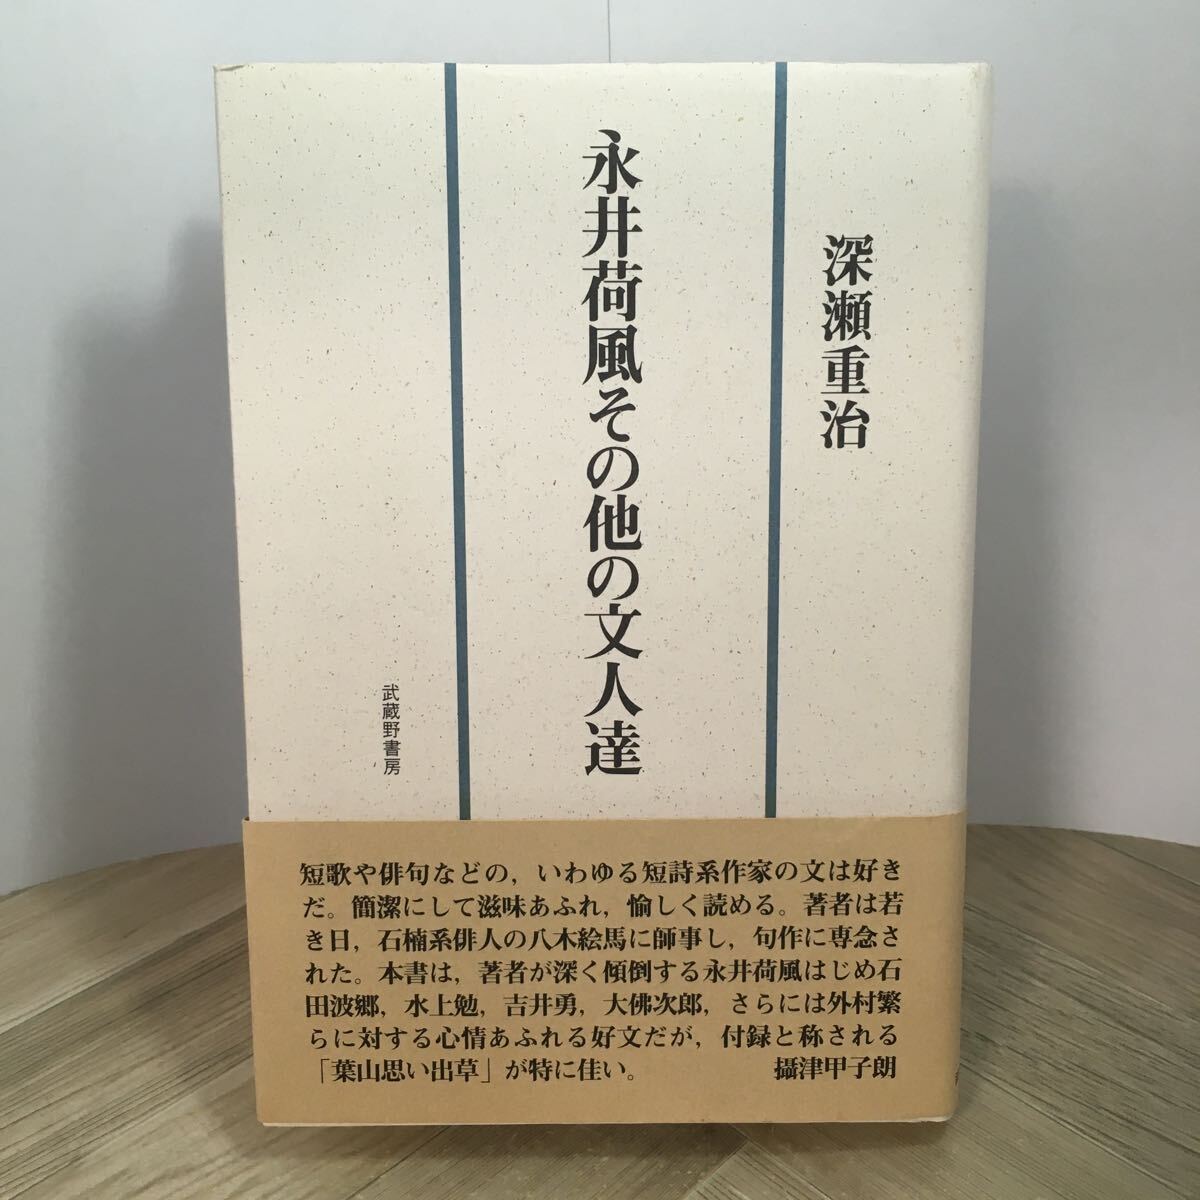 深瀬重治
永井荷風その他の文人達
武蔵野書房
短歌や俳句などの，いわゆる短詩系作家の文は好き
だ。簡潔にして滋味あふれ，愉しく読める。著者は若
き日，石楠系俳人の八木絵馬に師事し，句作に専念さ
れた。本書は，著者が深く傾倒する永井荷風はじめ石
田波郷，水上勉，吉井勇，大佛次郎，さらには外村繁
らに対する心情あふれる好文だが，付録と称される
「葉山思い出草」が特に佳い。　攝津甲子朗